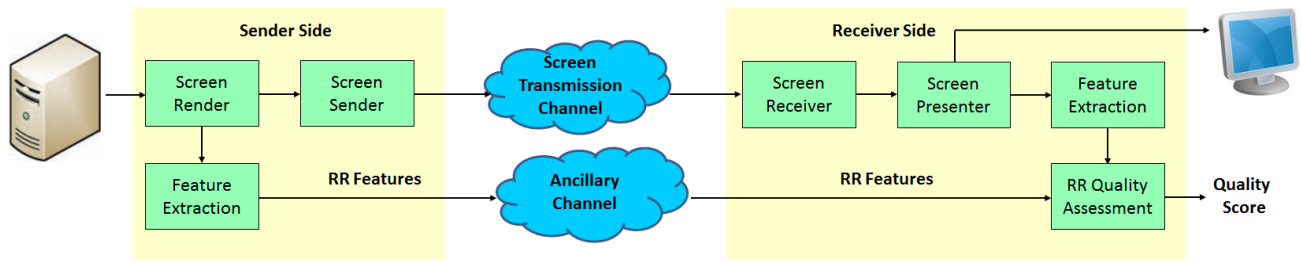 Sender Side
Receiver Side
Screen
Render
Screen
Sender
Screen
Transmission
Channel
Screen
Receiver
Screen
Presenter
Feature
Extraction
Feature
Extraction
RR Features
Ancillary
Channel
RR Features
RR Quality
Assessment
Quality
Score